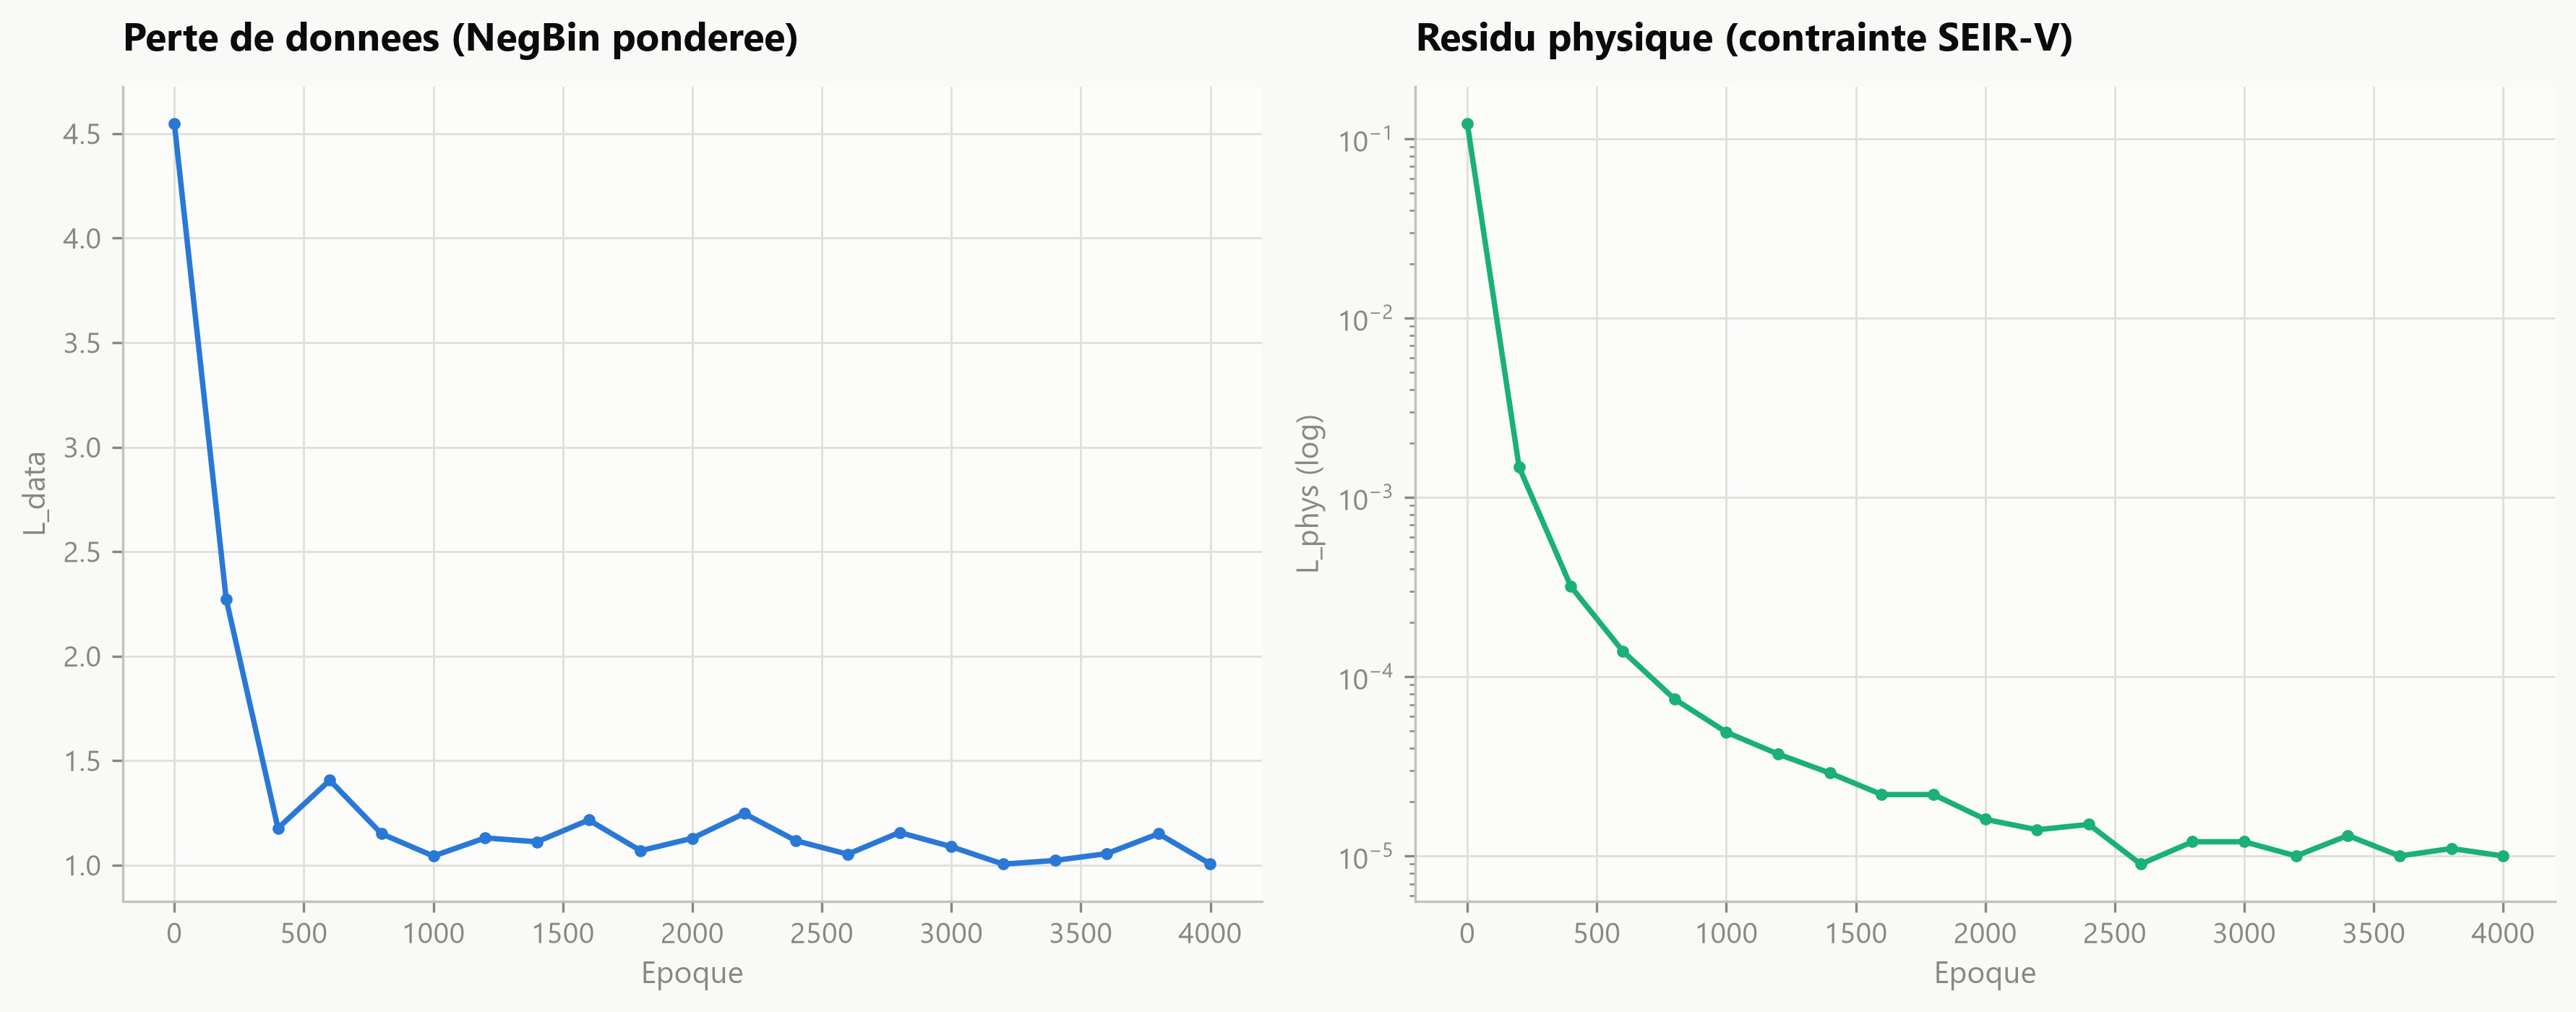 Perte de donnees (NegBin ponderee)
4.5
4.0
3.5
3.0
2.5
2.0
1.5
1.0
L_data
0 500 1000 1500 2000 2500 3000 3500 4000
Epoque
Residu physique (contrainte SEIR-V)
10⁻¹
10⁻²
10⁻³
10⁻⁴
10⁻⁵
L_phys (log)
0 500 1000 1500 2000 2500 3000 3500 4000
Epoque